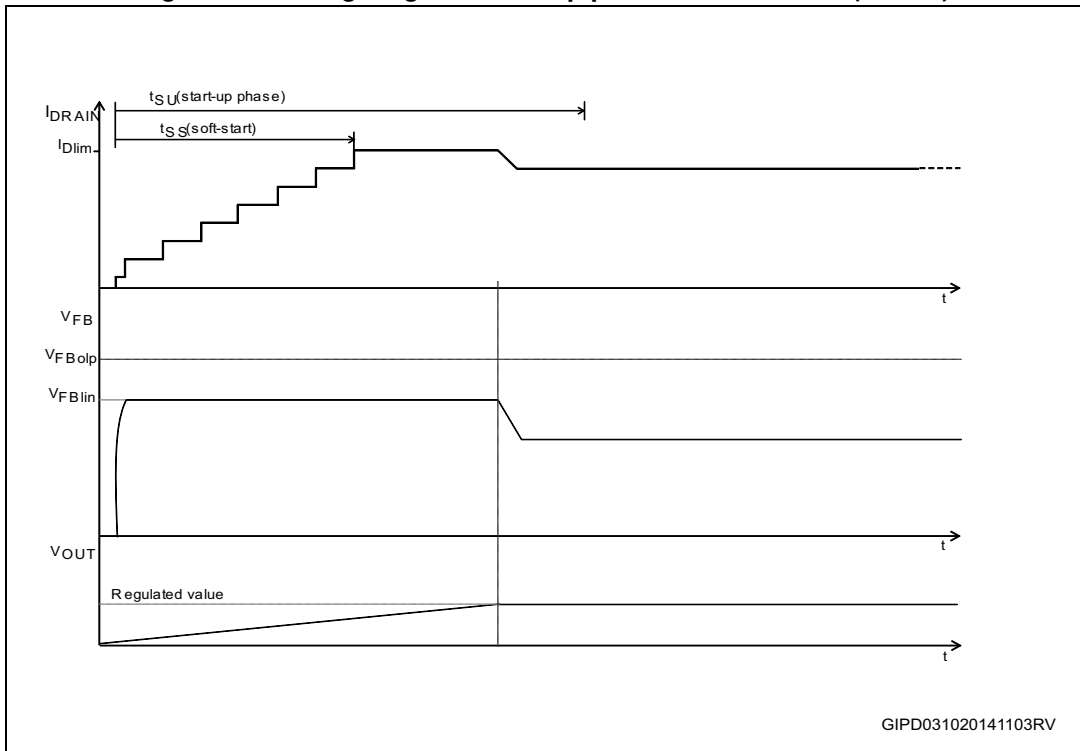 tSU(start-up phase)
IDRAIN
tSS(soft-start)
IDlim
t
VFB
VFBolp
VFBlin
t
VOUT
Regulated value
t
GIPD031020141103RV